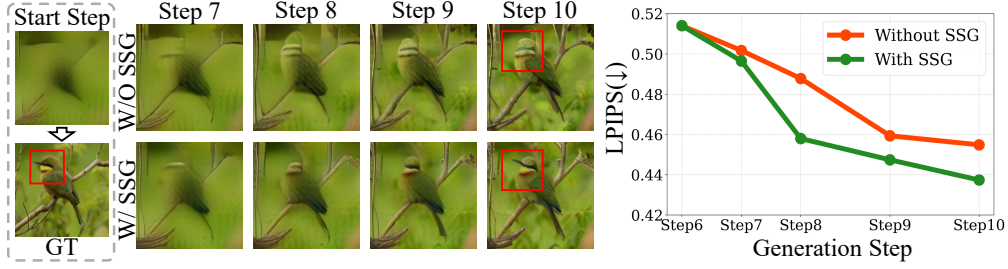 Start Step
GT
W/O SSG
W/ SSG
Step 7
Step 8
Step 9
Step 10
LPIPS(↓)
0.52
0.50
0.48
0.46
0.44
0.42
Without SSG
With SSG
Step6
Step7
Step8
Step9
Step10
Generation Step